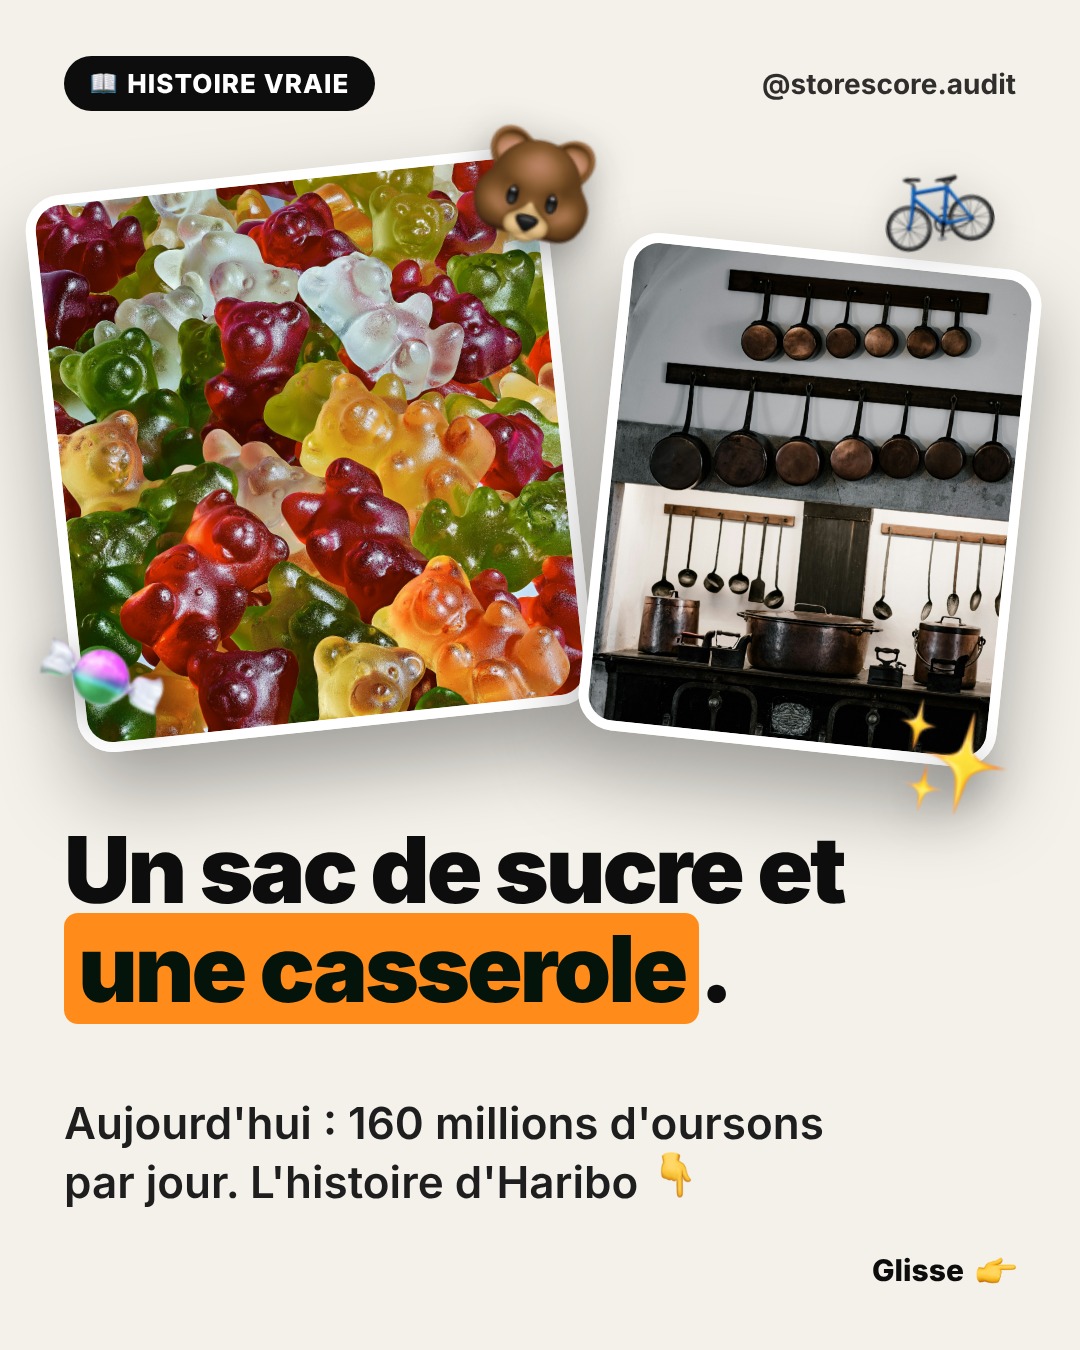 📖 HISTOIRE VRAIE
@storescore.audit
Un sac de sucre et
une casserole.
Aujourd'hui : 160 millions d'oursons
par jour. L'histoire d'Haribo 👇
Glisse 👉